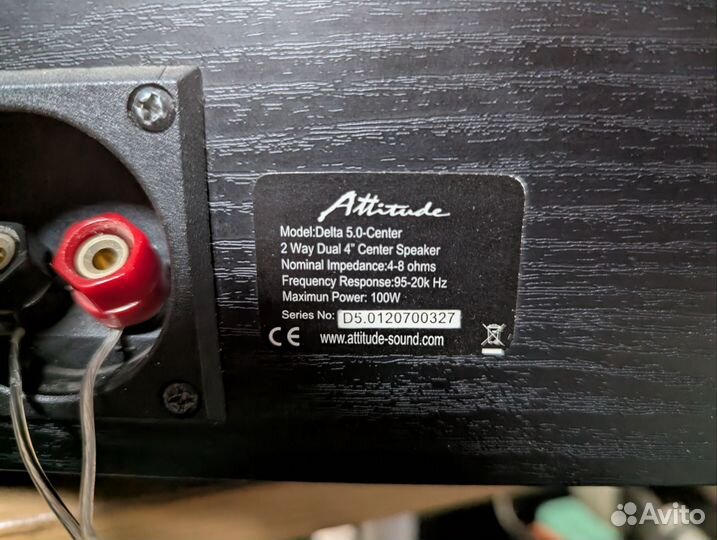 Attitude
Model:Delta 5.0-Center
2 Way Dual 4" Center Speaker
Nominal Impedance:4-8 ohms
Frequency Response:95-20k Hz
Maximun Power: 100W
Series No: D5.0120700327
CE www.attitude-sound.com
Avito